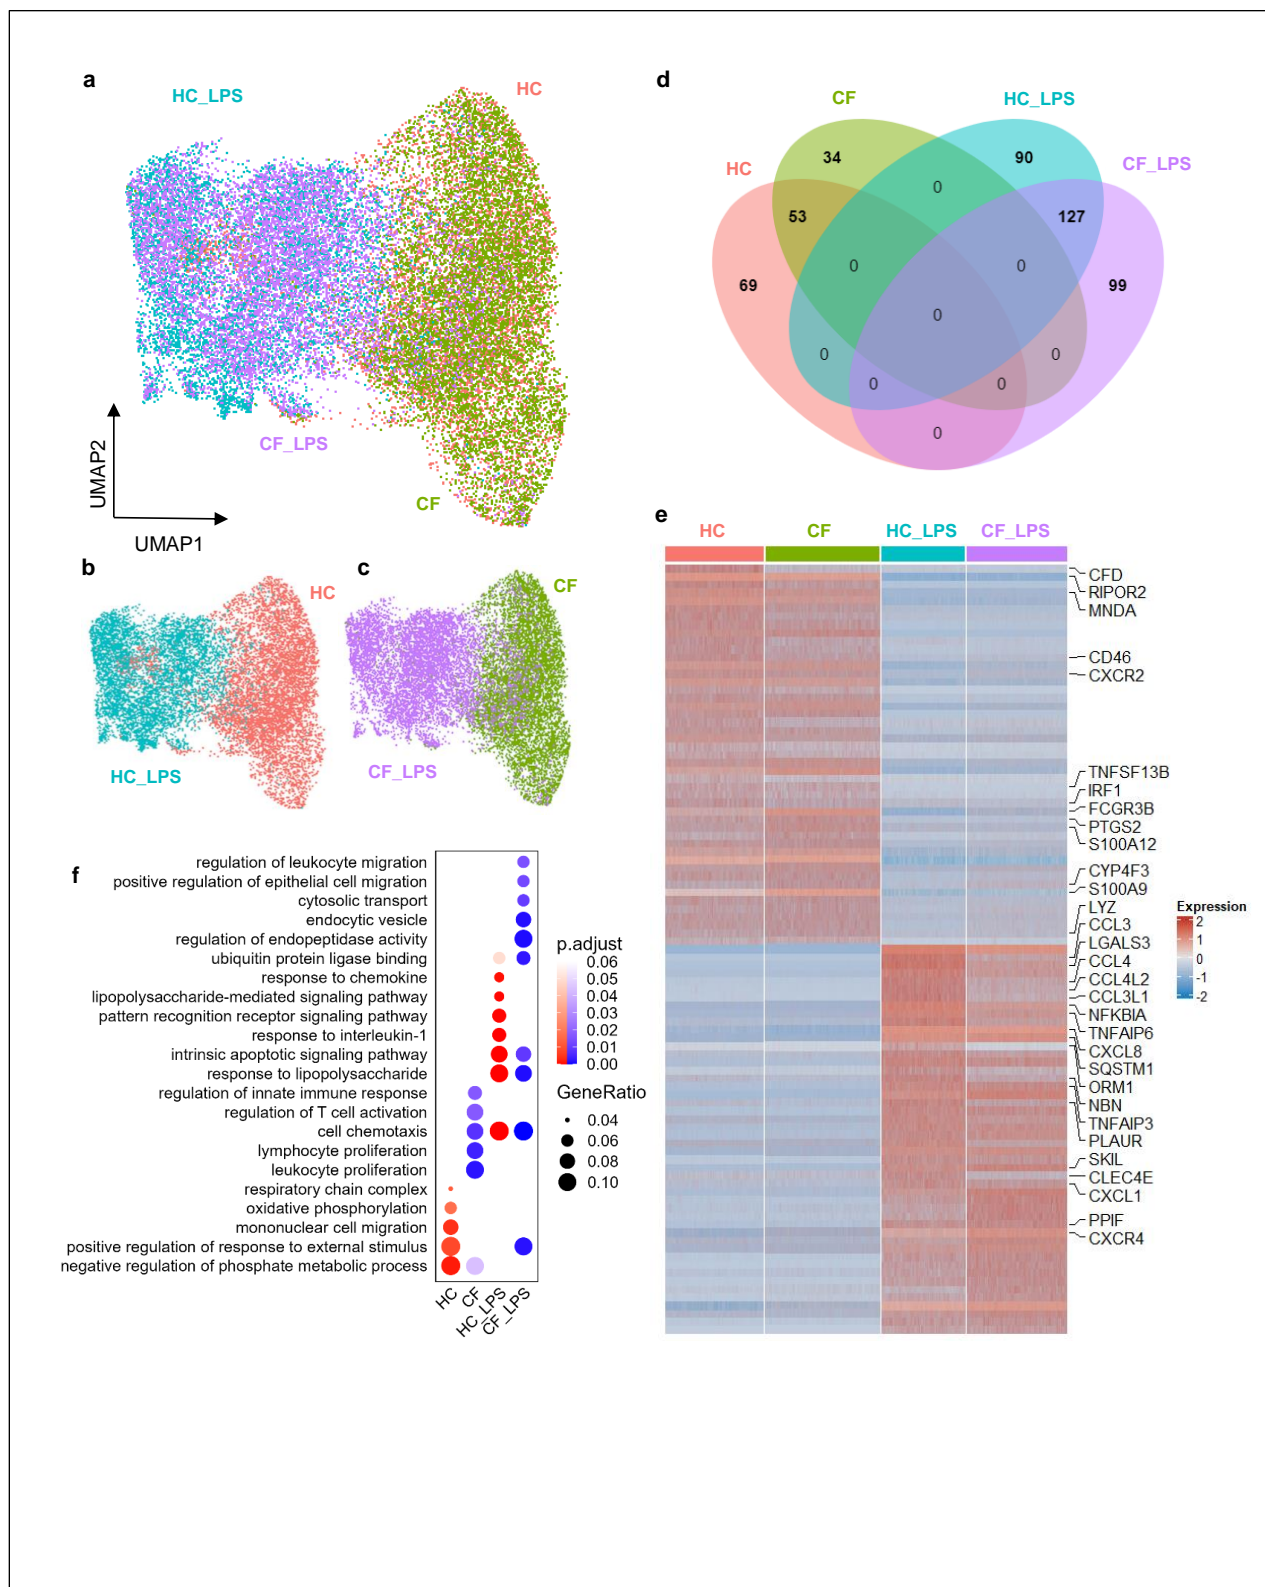 a
HC_LPS
HC
CF_LPS
CF
UMAP2
UMAP1
b
HC
HC_LPS
c
CF
CF_LPS
d
CF
HC_LPS
HC
CF_LPS
34
90
0
53
127
0
0
69
99
0
0
0
0
0
0
e
HC
CF
HC_LPS
CF_LPS
CFD
RIPOR2
MNDA
CD46
CXCR2
TNFSF13B
IRF1
FCGR3B
PTGS2
S100A12
CYP4F3
S100A9
LYZ
CCL3
LGALS3
CCL4
CCL4L2
CCL3L1
NFKBIA
TNFAIP6
CXCL8
SQSTM1
ORM1
NBN
TNFAIP3
PLAUR
SKIL
CLEC4E
CXCL1
PPIF
CXCR4
Expression
2
1
0
-1
-2
f
regulation of leukocyte migration
positive regulation of epithelial cell migration
cytosolic transport
endocytic vesicle
regulation of endopeptidase activity
ubiquitin protein ligase binding
response to chemokine
lipopolysaccharide-mediated signaling pathway
pattern recognition receptor signaling pathway
response to interleukin-1
intrinsic apoptotic signaling pathway
response to lipopolysaccharide
regulation of innate immune response
regulation of T cell activation
cell chemotaxis
lymphocyte proliferation
leukocyte proliferation
respiratory chain complex
oxidative phosphorylation
mononuclear cell migration
positive regulation of response to external stimulus
negative regulation of phosphate metabolic process
HC
CF
HC_LPS
CF_LPS
p.adjust
0.06
0.05
0.04
0.03
0.02
0.01
0.00
GeneRatio
0.04
0.06
0.08
0.10